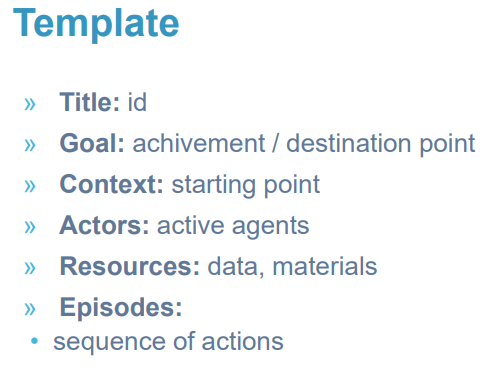 Template
» Title: id
» Goal: achivement / destination point
» Context: starting point
» Actors: active agents
» Resources: data, materials
» Episodes:
• sequence of actions